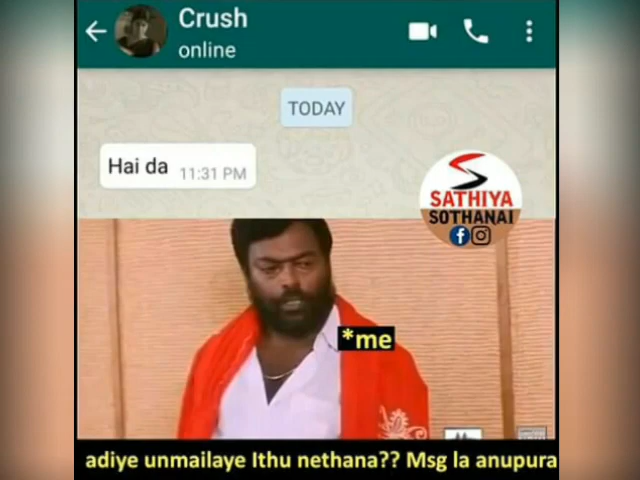 Crush
online
TODAY
Hai da 11:31 PM
SATHIYA
SOTHANAI
*me
adiye unmailaye Ithu nethana?? Msg la anupura